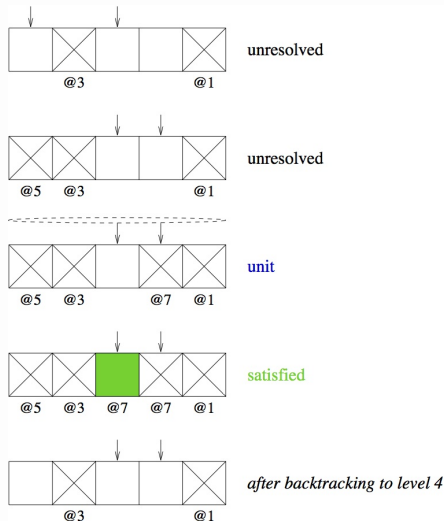 unresolved
@3 @1
unresolved
@5 @3 @1
unit
@5 @3 @7 @1
satisfied
@5 @3 @7 @7 @1
after backtracking to level 4
@3 @1